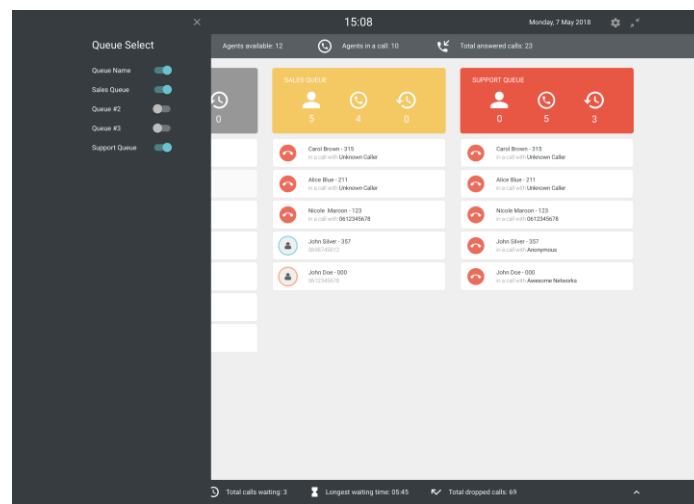 15:08
Monday, 7 May 2018
Queue Select
Agents available: 12
Agents in a call: 10
Total answered calls: 23
Queue Name
Sales Queue
Queue #2
Queue #3
Support Queue
0
SALES QUEUE
5 4 0
Carol Brown - 315
in a call with Unknown Caller
Alice Blue - 211
in a call with Unknown Caller
Nicole Maroon - 123
in a call with 0612345678
John Silver - 357
0698745012
John Doe - 000
0612345678
SUPPORT QUEUE
0 5 3
Carol Brown - 313
in a call with Unknown Caller
Alice Blue - 211
in a call with Unknown Caller
Nicole Maroon - 123
in a call with 0612345678
John Silver - 357
in a call with Anonymous
John Doe - 000
in a call with Awesome Networks
Total calls waiting: 3
Longest waiting time: 05:45
Total dropped calls: 69